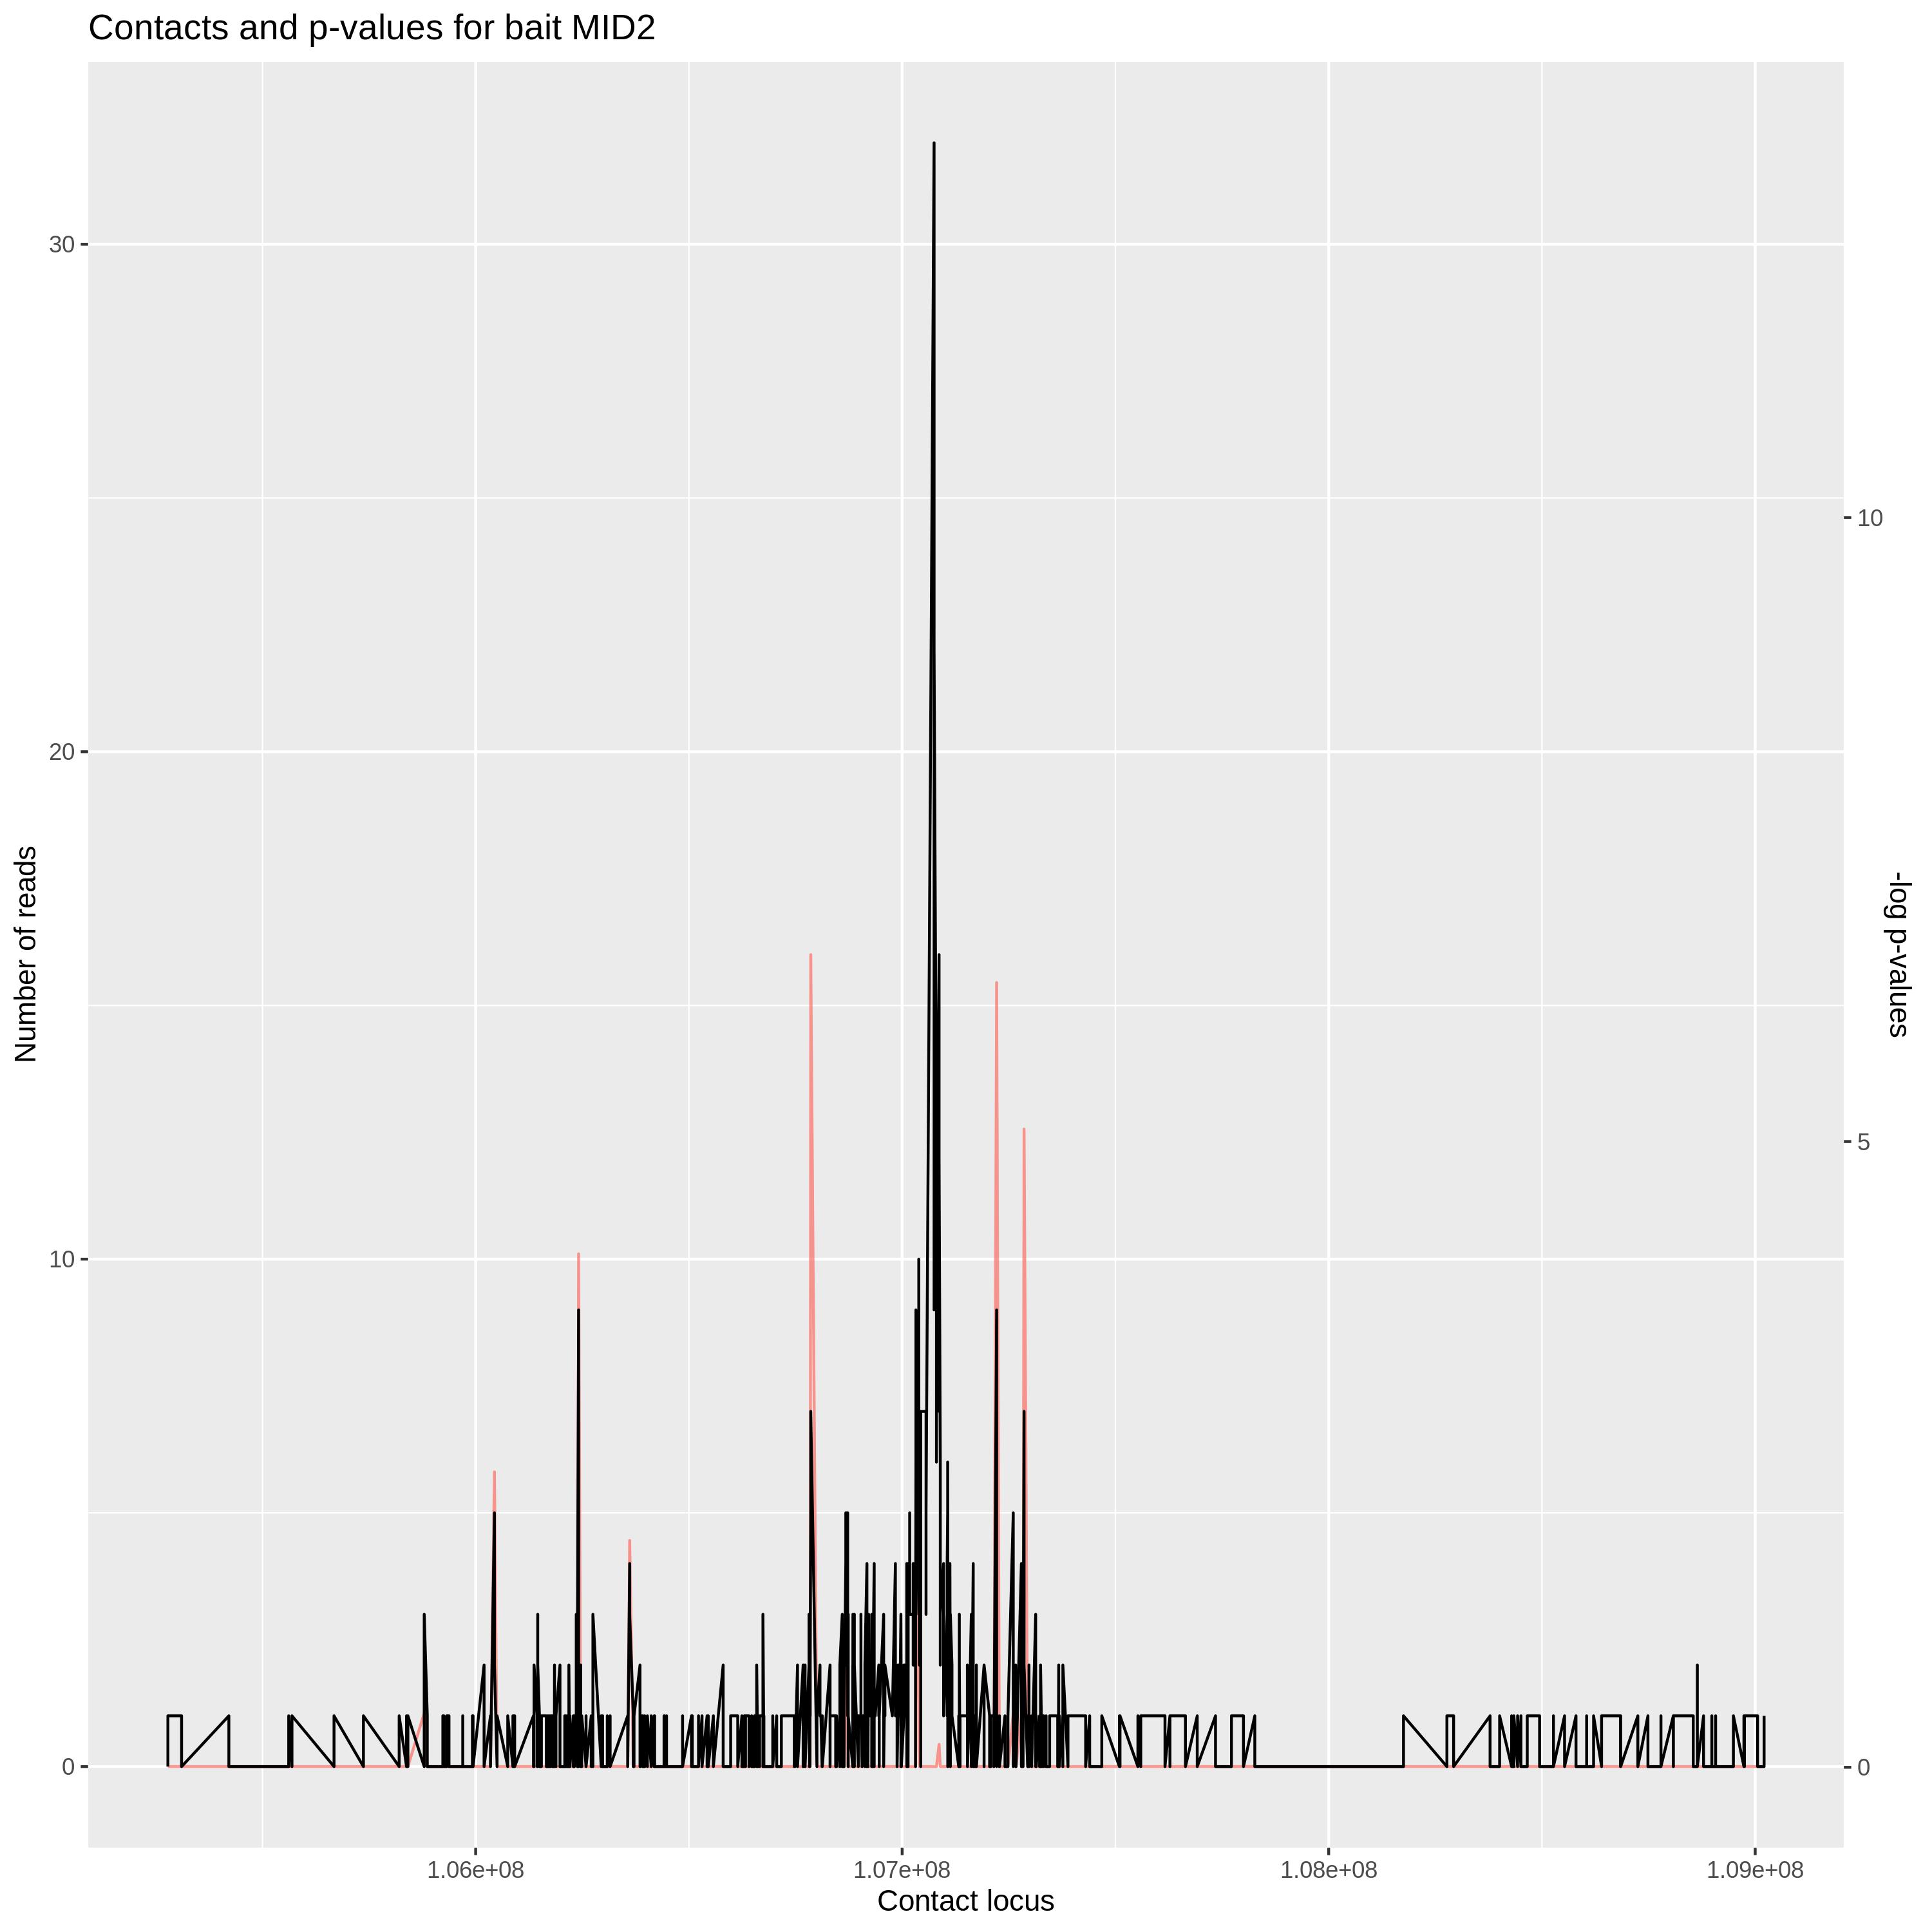 Contacts and p-values for bait MID2
30
20
10
0
Number of reads
10
5
0
-log p-values
1.06e+08
1.07e+08
1.08e+08
1.09e+08
Contact locus